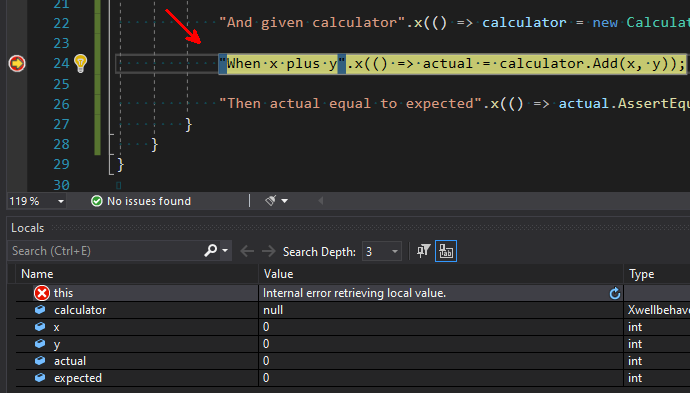 21
22 "And given calculator".x(() => calculator = new Calculat
23
24 "When x plus y".x(() => actual = calculator.Add(x, y));
25
26 "Then actual equal to expected".x(() => actual.AssertEqu
27 }
28 }
29 }
30
119 % No issues found
Locals
Search (Ctrl+E) Search Depth: 3
Name Value Type
this Internal error retrieving local value.
calculator null Xwellbehave
x 0 int
y 0 int
actual 0 int
expected 0 int